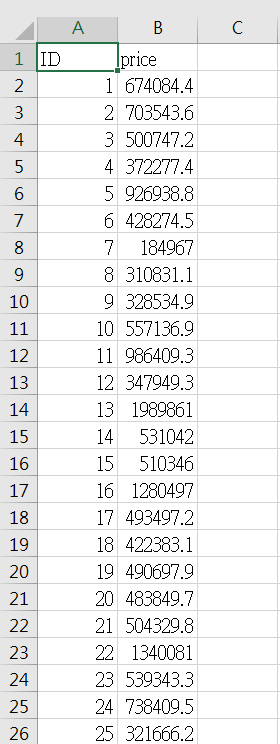 A B C
1 ID price
2 1 674084.4
3 2 703543.6
4 3 500747.2
5 4 372277.4
6 5 926938.8
7 6 428274.5
8 7 184967
9 8 310831.1
10 9 328534.9
11 10 557136.9
12 11 986409.3
13 12 347949.3
14 13 1989861
15 14 531042
16 15 510346
17 16 1280497
18 17 493497.2
19 18 422383.1
20 19 490697.9
21 20 483849.7
22 21 504329.8
23 22 1340081
24 23 539343.3
25 24 738409.5
26 25 321666.2